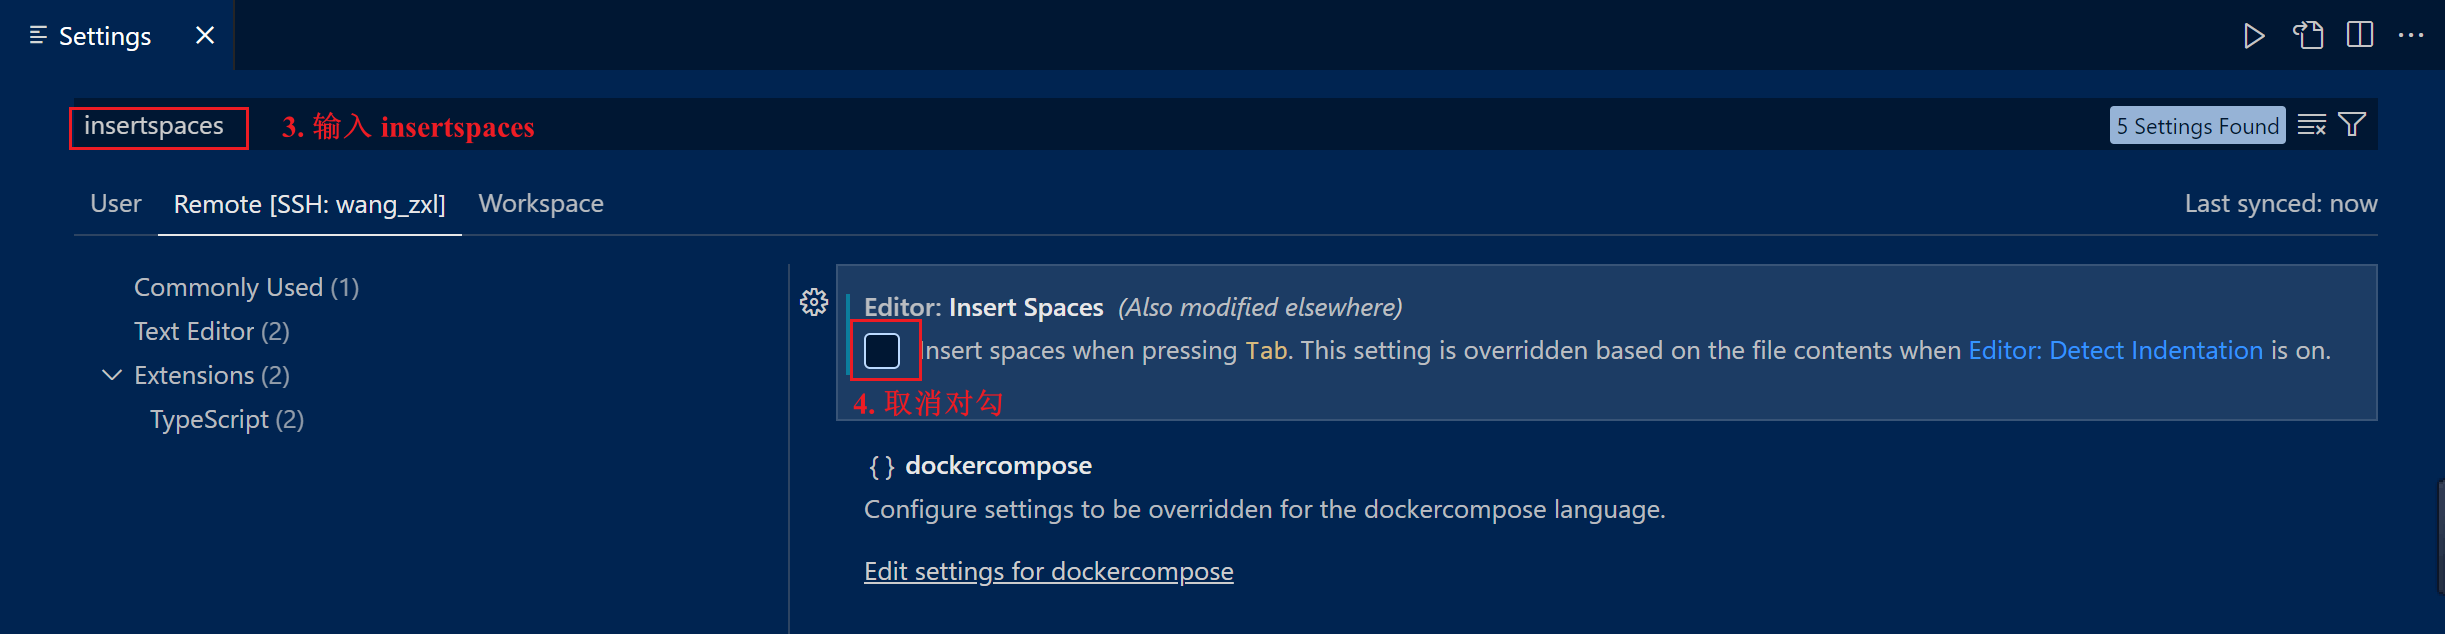 Settings
insertspaces 3. 输入 insertspaces 5 Settings Found
User Remote [SSH: wang_zxl] Workspace Last synced: now
Commonly Used (1)
Text Editor (2)
Extensions (2)
TypeScript (2)
Editor: Insert Spaces (Also modified elsewhere)
Insert spaces when pressing Tab. This setting is overridden based on the file contents when Editor: Detect Indentation is on.
4. 取消对勾
{} dockercompose
Configure settings to be overridden for the dockercompose language.
Edit settings for dockercompose